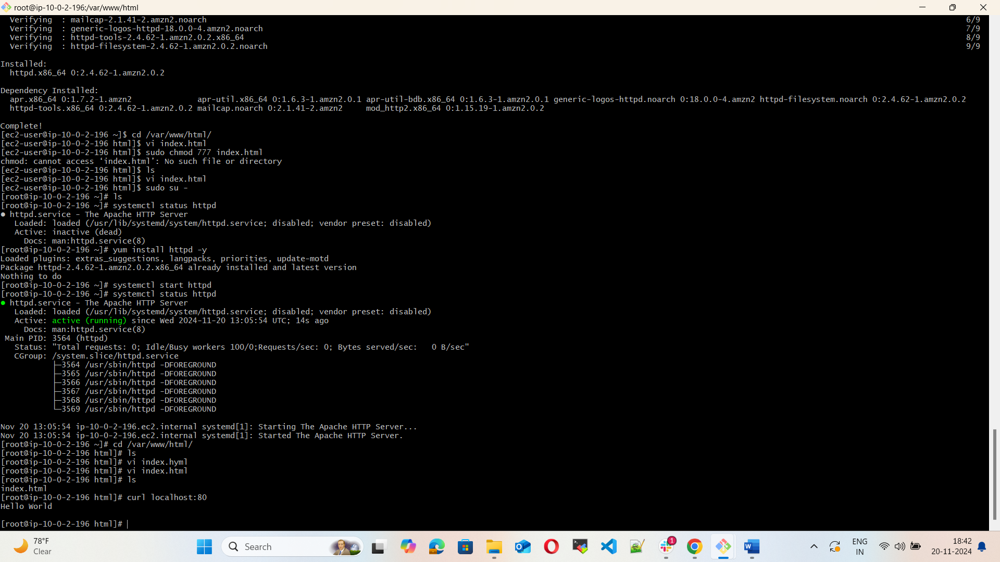 root@ip-10-0-2-196:/var/www/html
Verifying  : mailcap-2.1.41-2.amzn2.noarch 6/9
Verifying  : generic-logos-httpd-18.0.0-4.amzn2.noarch 7/9
Verifying  : httpd-tools-2.4.62-1.amzn2.0.2.x86_64 8/9
Verifying  : httpd-filesystem-2.4.62-1.amzn2.0.2.noarch 9/9
Installed:
httpd.x86_64 0:2.4.62-1.amzn2.0.2
Dependency Installed:
apr.x86_64 0:1.7.2-1.amzn2 apr-util.x86_64 0:1.6.3-1.amzn2.0.1 apr-util-bdb.x86_64 0:1.6.3-1.amzn2.0.1 generic-logos-httpd.noarch 0:18.0.0-4.amzn2 httpd-filesystem.noarch 0:2.4.62-1.amzn2.0.2
httpd-tools.x86_64 0:2.4.62-1.amzn2.0.2 mailcap.noarch 0:2.1.41-2.amzn2 mod_http2.x86_64 0:1.15.19-1.amzn2.0.2
Complete!
[ec2-user@ip-10-0-2-196 ~]$ cd /var/www/html/
[ec2-user@ip-10-0-2-196 html]$ vi index.html
[ec2-user@ip-10-0-2-196 html]$ sudo chmod 777 index.html
chmod: cannot access ‘index.html’: No such file or directory
[ec2-user@ip-10-0-2-196 html]$ ls
[ec2-user@ip-10-0-2-196 html]$ vi index.html
[ec2-user@ip-10-0-2-196 html]$ sudo su -
[root@ip-10-0-2-196 ~]# ls
[root@ip-10-0-2-196 ~]# systemctl status httpd
● httpd.service - The Apache HTTP Server
Loaded: loaded (/usr/lib/systemd/system/httpd.service; disabled; vendor preset: disabled)
Active: inactive (dead)
Docs: man:httpd.service(8)
[root@ip-10-0-2-196 ~]# yum install httpd -y
Loaded plugins: extras_suggestions, langpacks, priorities, update-motd
Package httpd-2.4.62-1.amzn2.0.2.x86_64 already installed and latest version
Nothing to do
[root@ip-10-0-2-196 ~]# systemctl start httpd
[root@ip-10-0-2-196 ~]# systemctl status httpd
● httpd.service - The Apache HTTP Server
Loaded: loaded (/usr/lib/systemd/system/httpd.service; disabled; vendor preset: disabled)
Active: active (running) since Wed 2024-11-20 13:05:54 UTC; 14s ago
Docs: man:httpd.service(8)
Main PID: 3564 (httpd)
Status: "Total requests: 0; Idle/Busy workers 100/0;Requests/sec: 0; Bytes served/sec:   0 B/sec"
CGroup: /system.slice/httpd.service
├─3564 /usr/sbin/httpd -DFOREGROUND
├─3565 /usr/sbin/httpd -DFOREGROUND
├─3566 /usr/sbin/httpd -DFOREGROUND
├─3567 /usr/sbin/httpd -DFOREGROUND
├─3568 /usr/sbin/httpd -DFOREGROUND
└─3569 /usr/sbin/httpd -DFOREGROUND
Nov 20 13:05:54 ip-10-0-2-196.ec2.internal systemd[1]: Starting The Apache HTTP Server...
Nov 20 13:05:54 ip-10-0-2-196.ec2.internal systemd[1]: Started The Apache HTTP Server.
[root@ip-10-0-2-196 ~]# cd /var/www/html/
[root@ip-10-0-2-196 html]# ls
[root@ip-10-0-2-196 html]# vi index.hyml
[root@ip-10-0-2-196 html]# vi index.html
[root@ip-10-0-2-196 html]# ls
index.html
[root@ip-10-0-2-196 html]# curl localhost:80
Hello World
[root@ip-10-0-2-196 html]#
78°F
Clear
Search
1
ENG
IN
18:42
20-11-2024